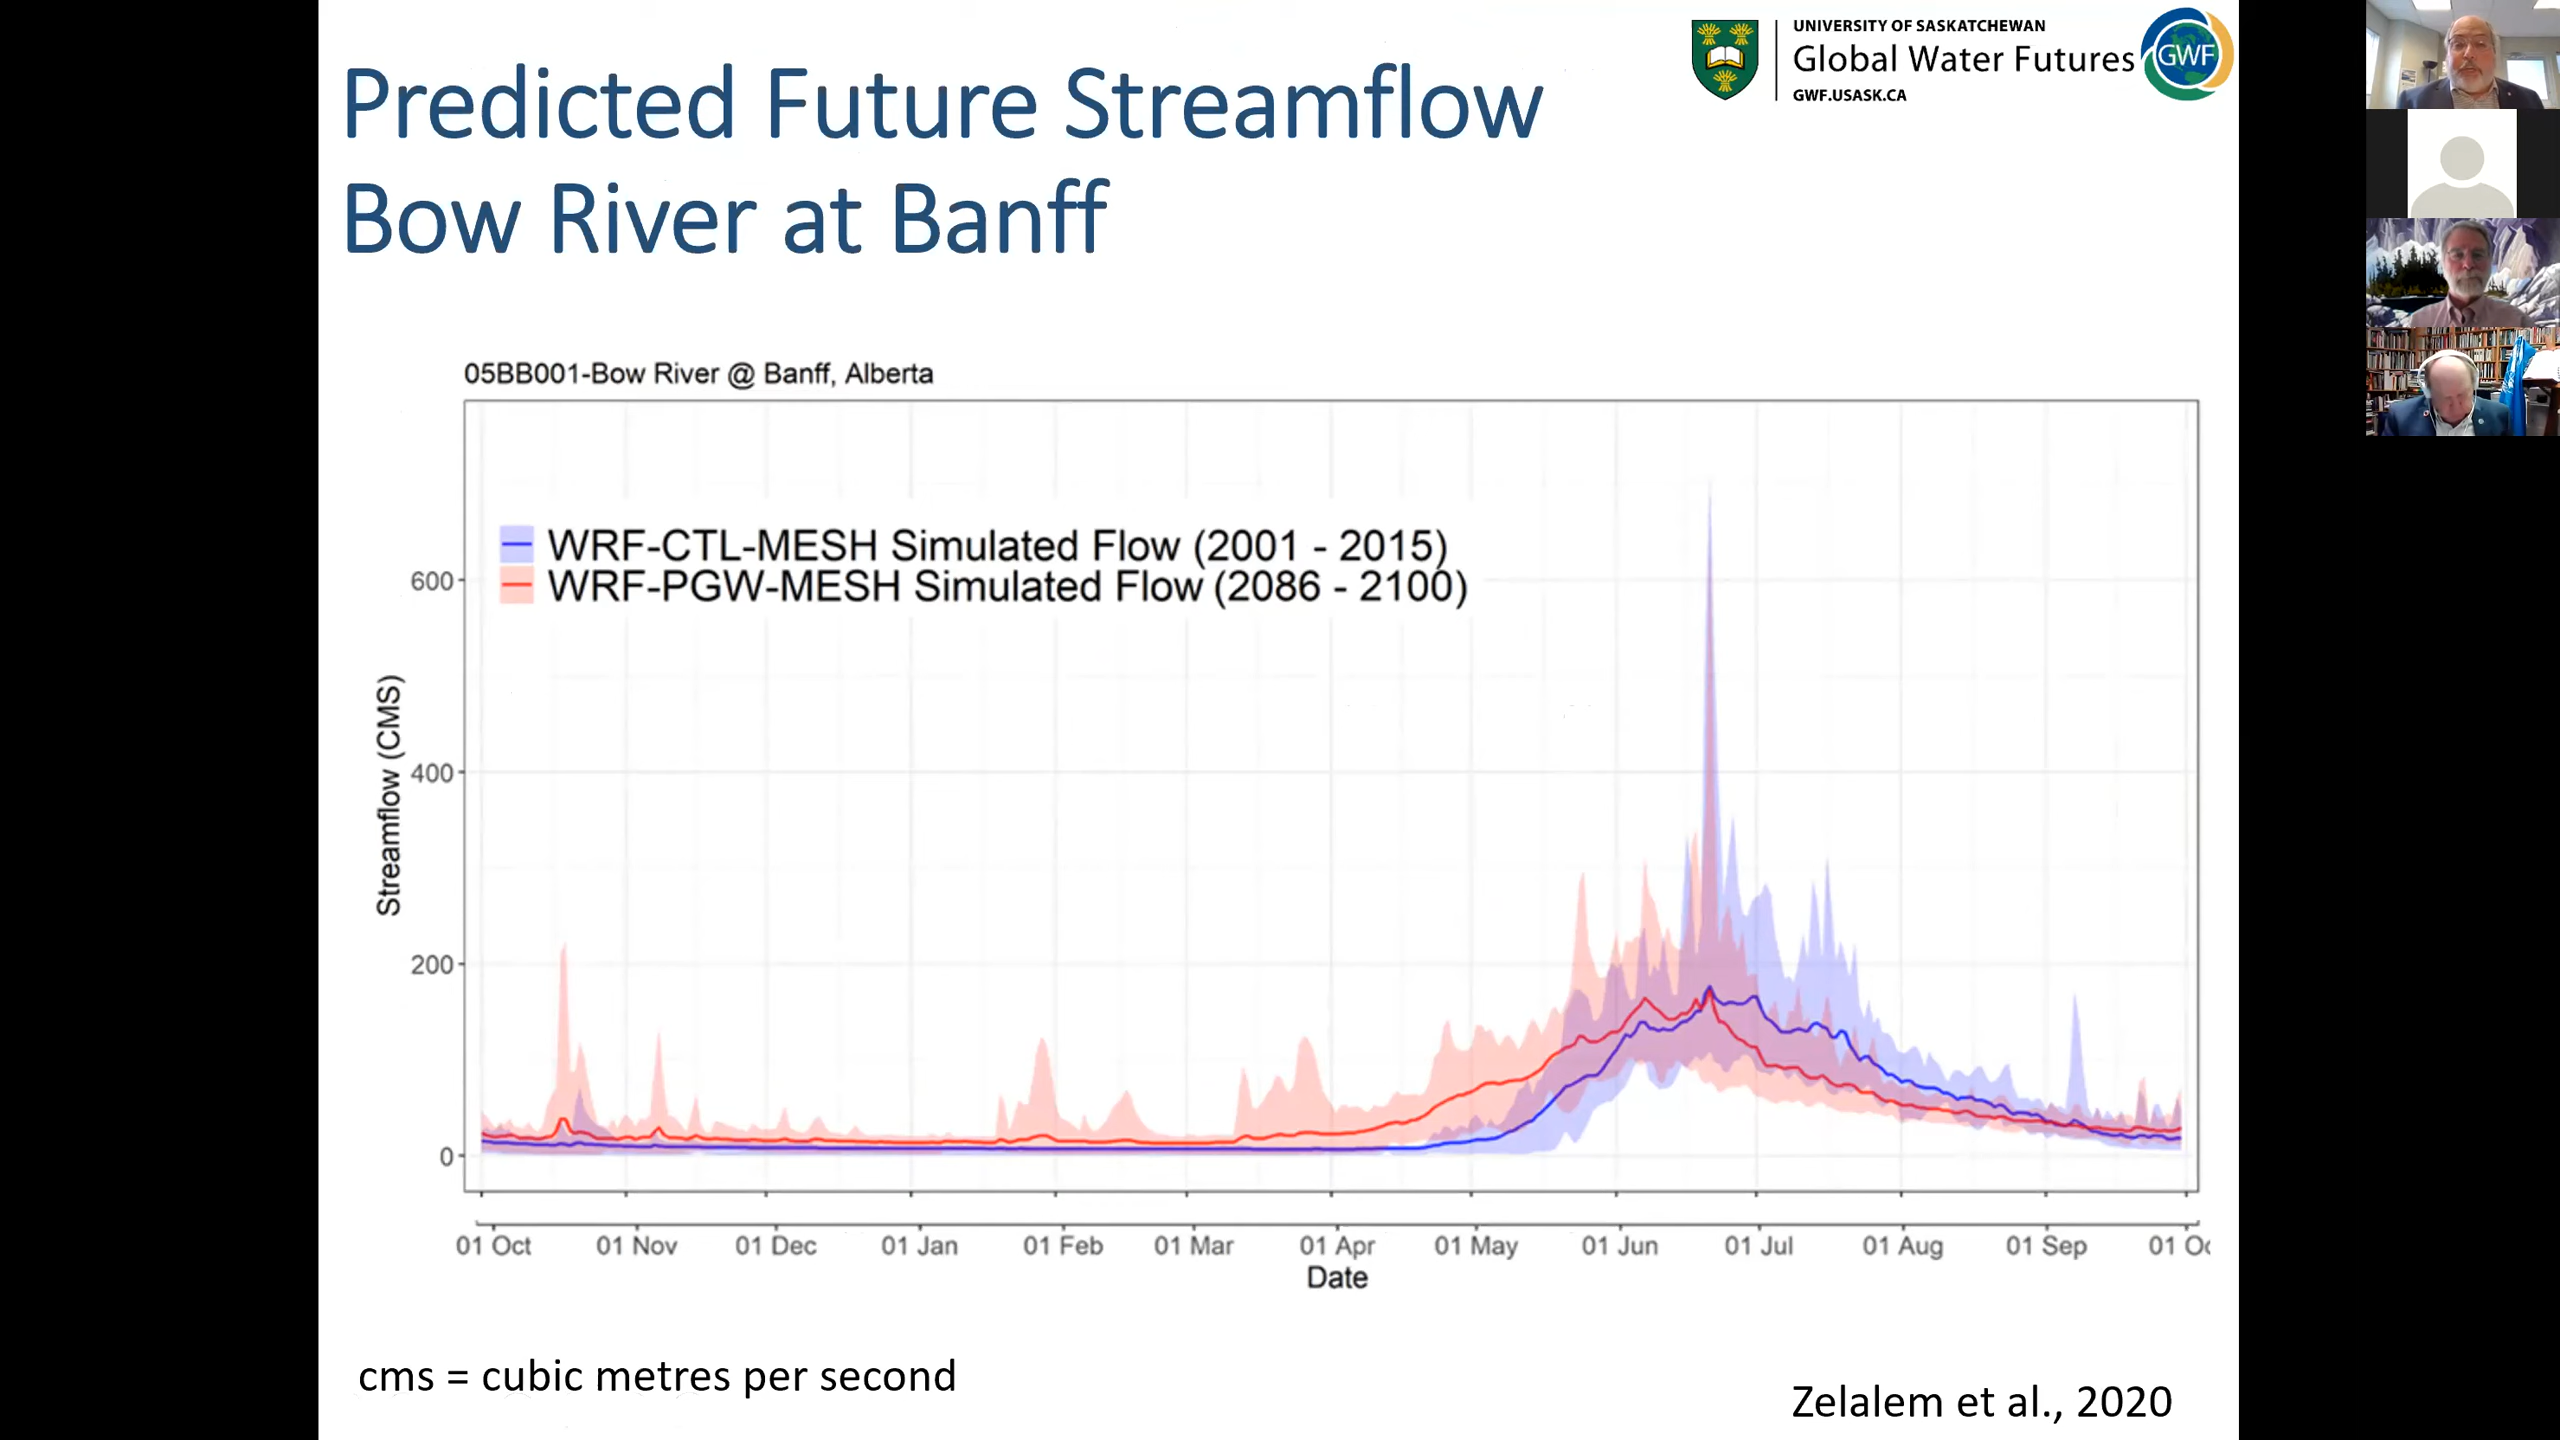 Predicted Future Streamflow
Bow River at Banff
UNIVERSITY OF SASKATCHEWAN
Global Water Futures
GWF.USASK.CA
GWF
05BB001-Bow River @ Banff, Alberta
WRF-CTL-MESH Simulated Flow (2001 - 2015)
WRF-PGW-MESH Simulated Flow (2086 - 2100)
Streamflow (CMS)
600
400
200
0
01 Oct 01 Nov 01 Dec 01 Jan 01 Feb 01 Mar 01 Apr 01 May 01 Jun 01 Jul 01 Aug 01 Sep 01 Oc
Date
cms = cubic metres per second
Zelalem et al., 2020